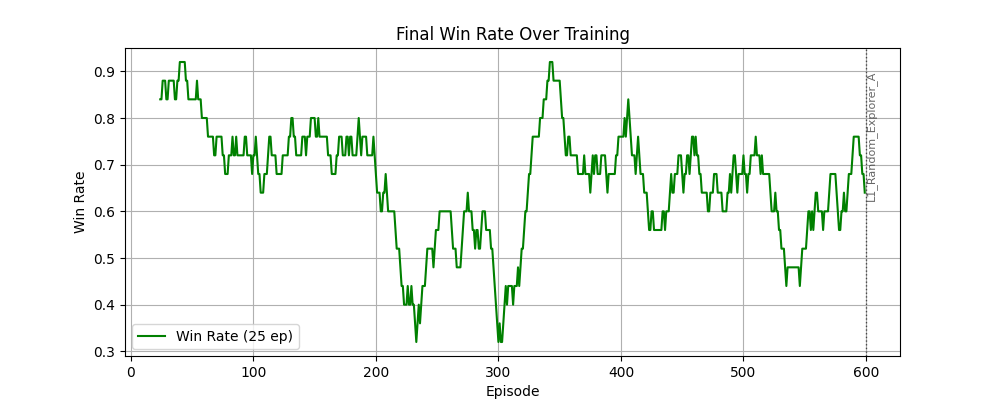 Final Win Rate Over Training
Win Rate
0.9
0.8
0.7
0.6
0.5
0.4
0.3
L1_Random_Explorer_A
Win Rate (25 ep)
0 100 200 300 400 500 600
Episode